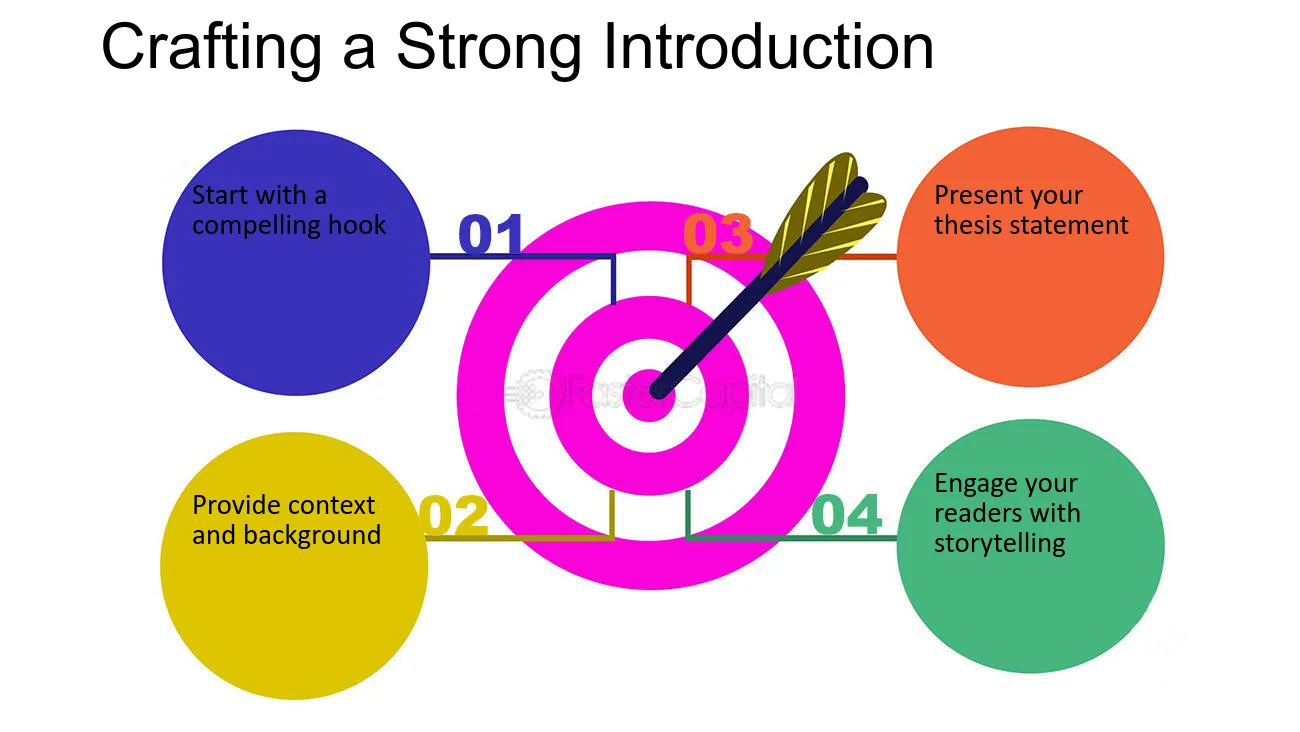 Crafting a Strong Introduction
Start with a
compelling hook
01
Provide context
and background
02
03
Present your
thesis statement
04
Engage your
readers with
storytelling
FasterCapital